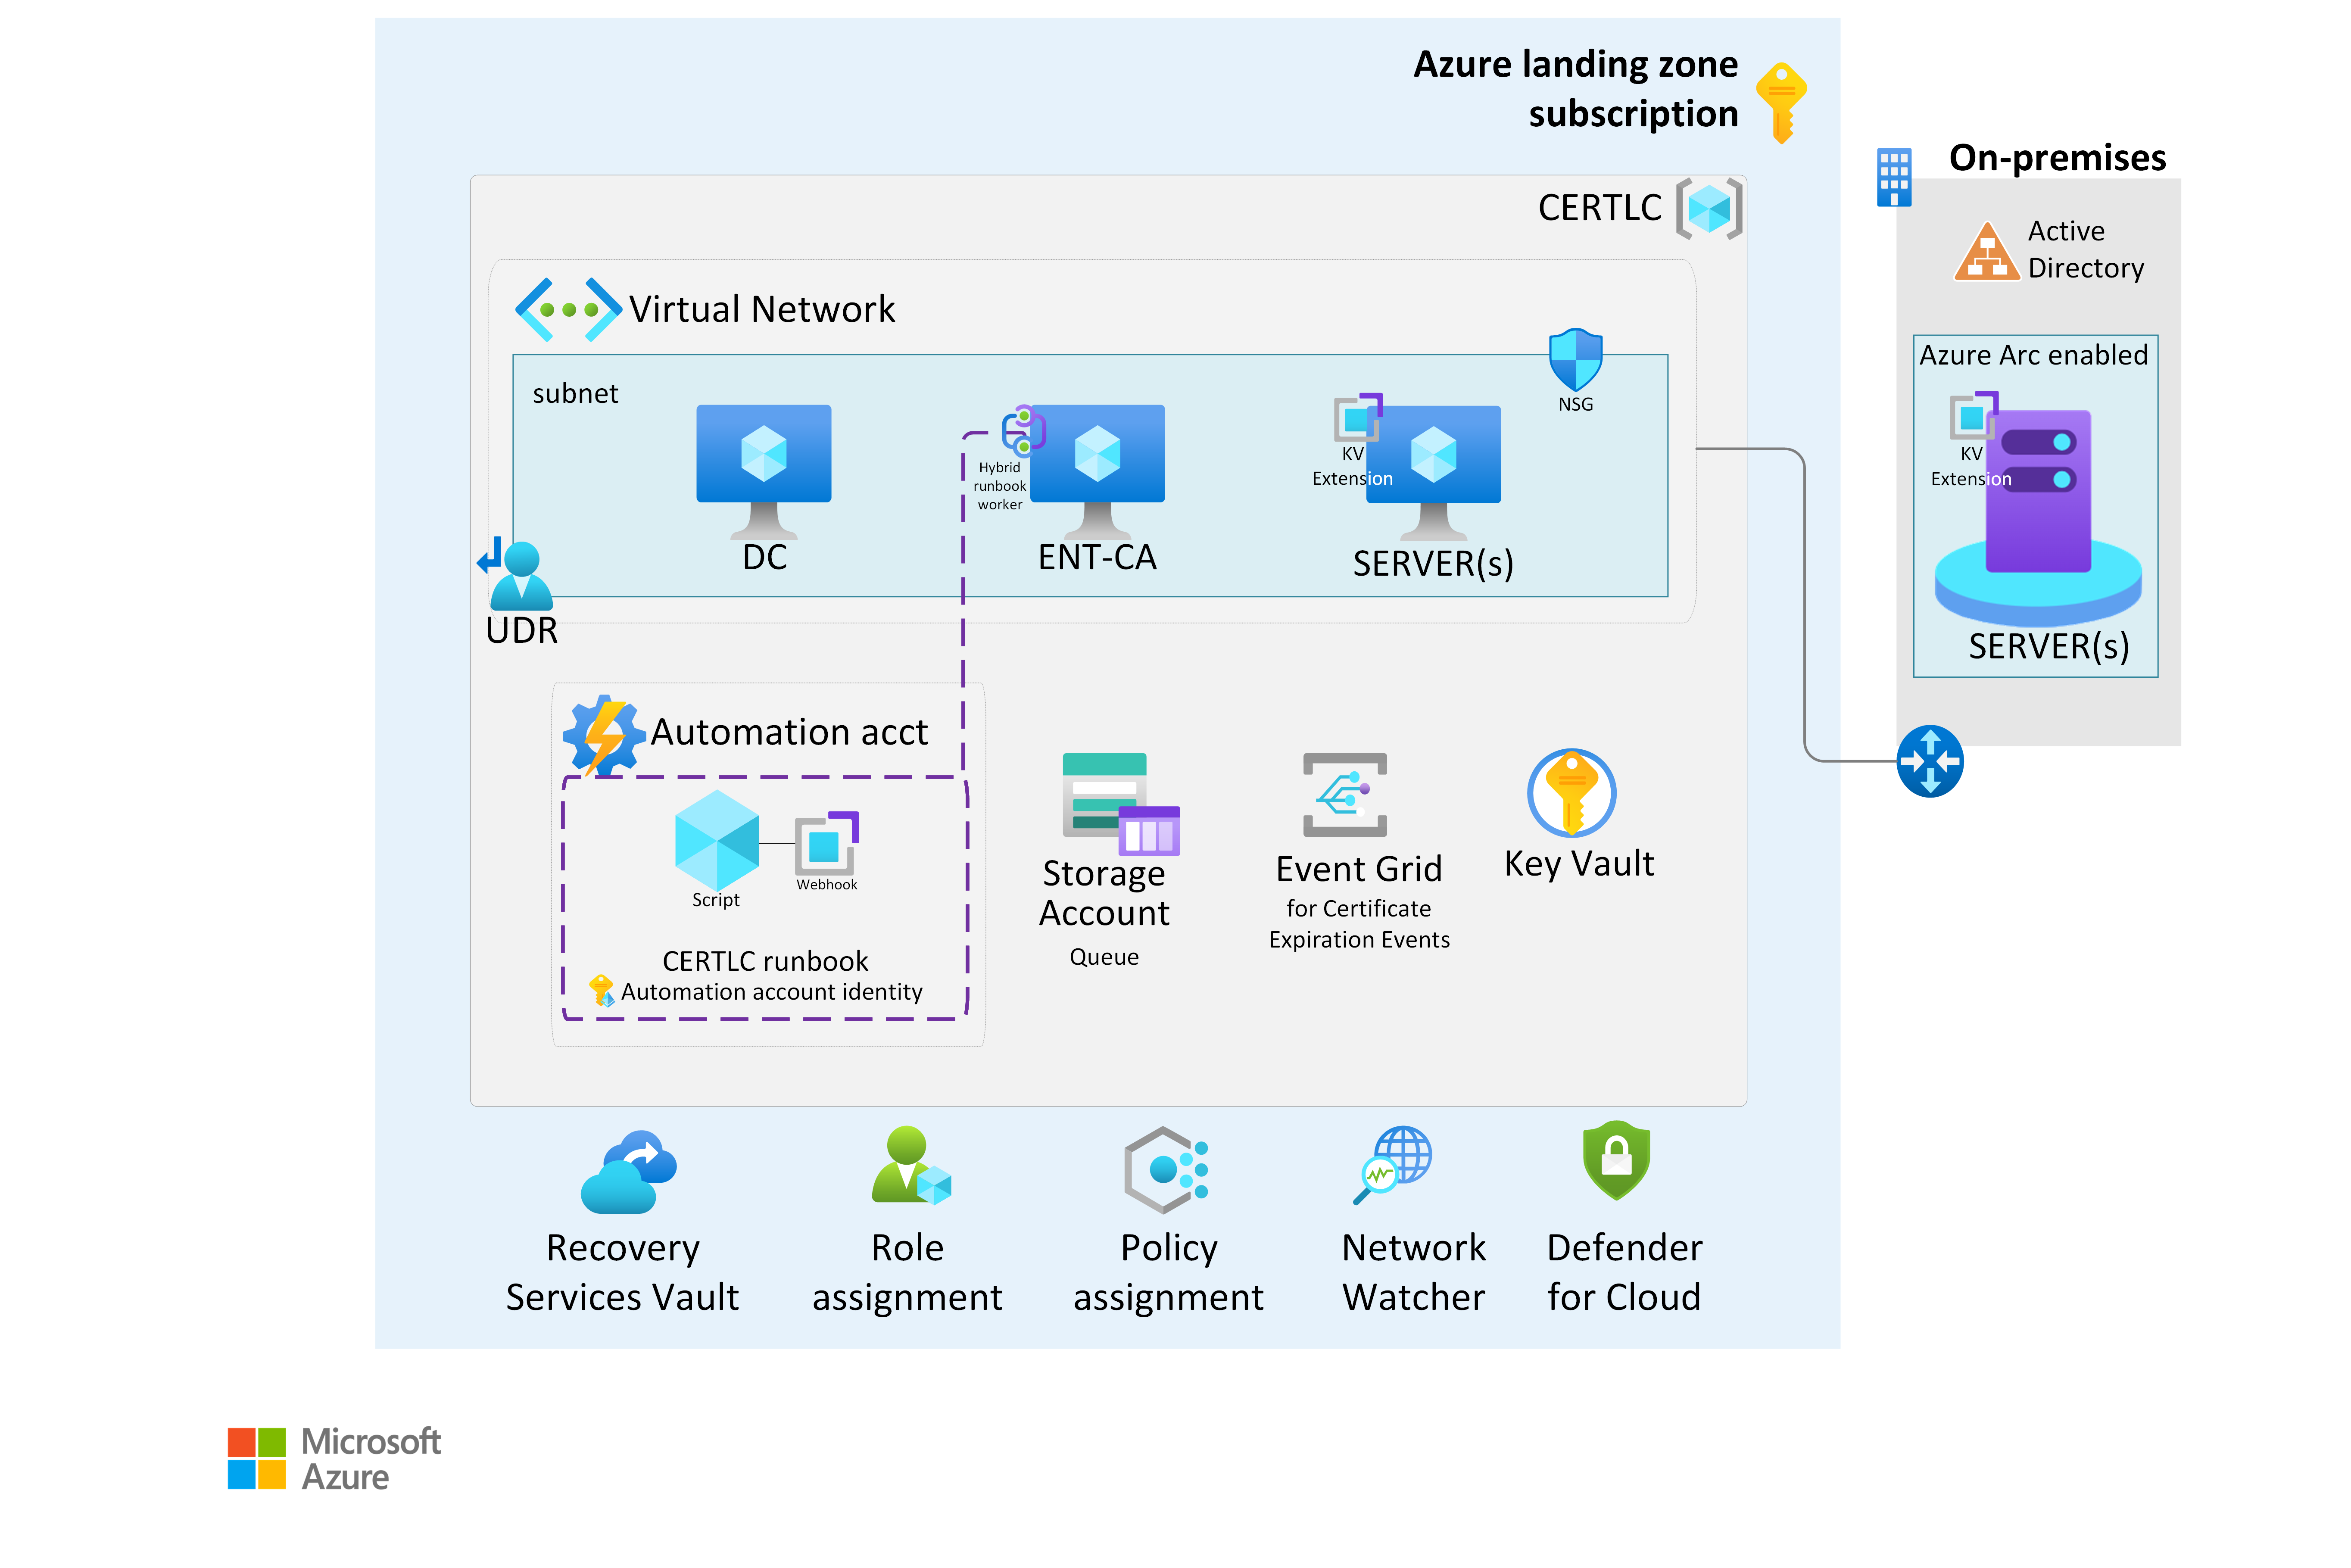 Azure landing zone
subscription
On-premises
CERTLC
Active
Directory
Virtual Network
Azure Arc enabled
subnet
NSG
KV
Extension
Hybrid
runbook
worker
KV
Extension
DC
ENT-CA
SERVER(s)
UDR
SERVER(s)
Automation acct
Script
Webhook
CERTLC runbook
Automation account identity
Storage
Account
Queue
Event Grid
for Certificate
Expiration Events
Key Vault
Recovery
Services Vault
Role
assignment
Policy
assignment
Network
Watcher
Defender
for Cloud
Microsoft
Azure